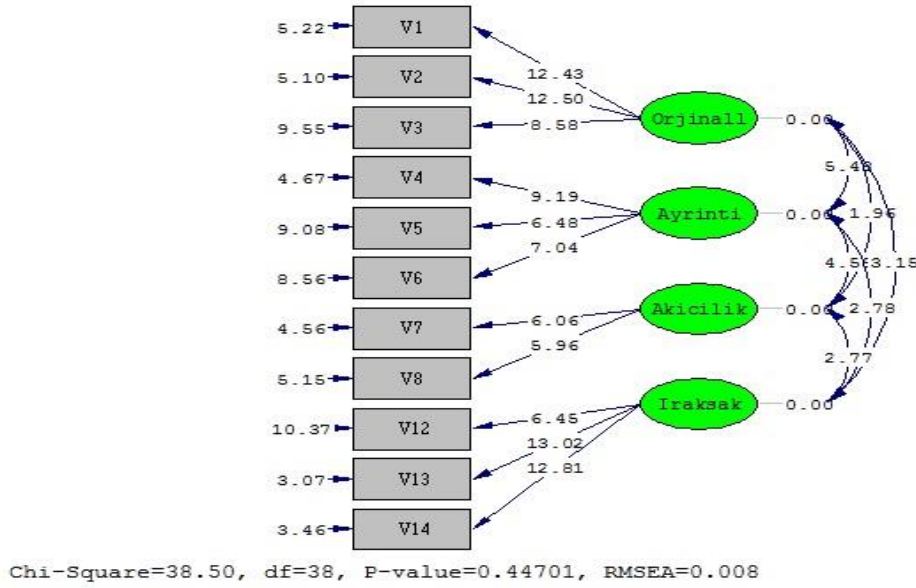 5.22 V1
5.10 V2
9.55 V3
4.67 V4
9.08 V5
8.56 V6
4.56 V7
5.15 V8
10.37 V12
3.07 V13
3.46 V14
12.43
12.50
8.58
9.19
6.48
7.04
6.06
5.96
6.45
13.02
12.81
Orjinall 0.00
Ayrinti 0.00
Akicilik 0.00
Iraksak 0.00
1.96
3.15
2.78
2.77
Chi-Square=38.50, df=38, P-value=0.44701, RMSEA=0.008